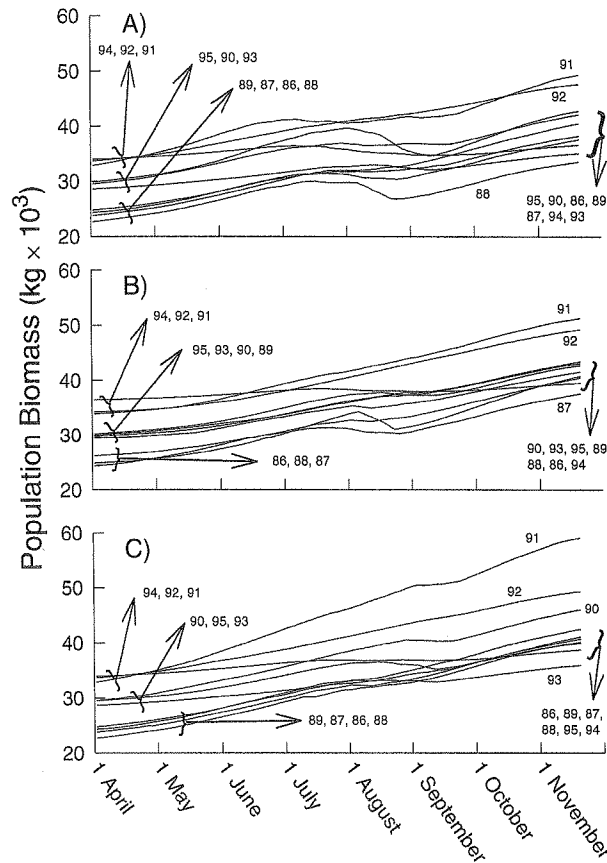 Population Biomass (kg × 10³)
A)
94, 92, 91
95, 90, 93
89, 87, 86, 88
91
92
88
95, 90, 86, 89
87, 94, 93
60
50
40
30
20
B)
94, 92, 91
95, 93, 90, 89
86, 88, 87
91
92
87
90, 93, 95, 89
88, 86, 94
60
50
40
30
20
C)
94, 92, 91
90, 95, 93
89, 87, 86, 88
91
92
90
93
86, 89, 87,
88, 95, 94
60
50
40
30
20
1 April
1 May
1 June
1 July
1 August
1 September
1 October
1 November